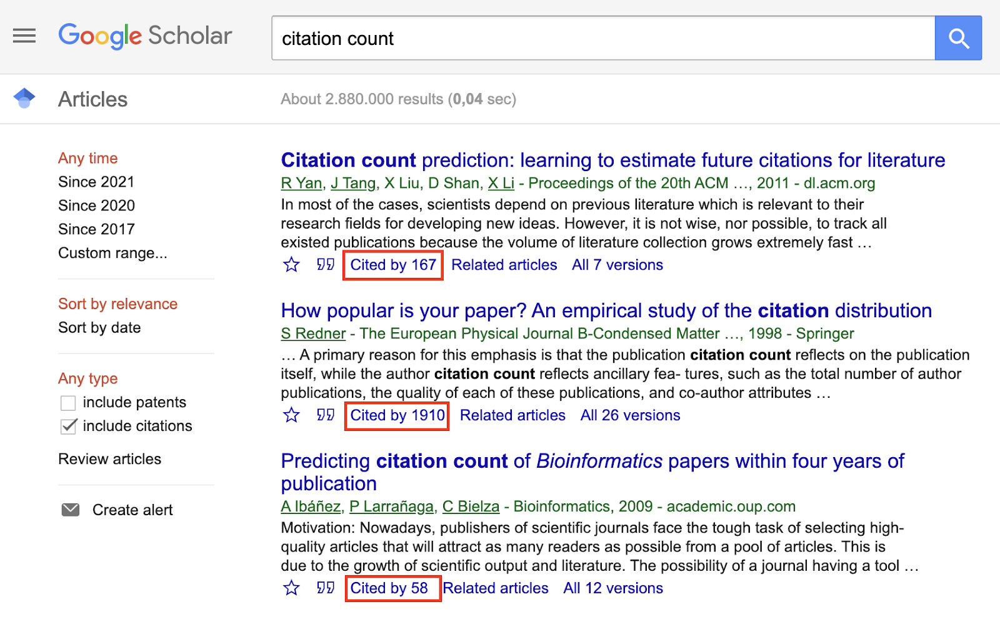 Google Scholar
citation count
Articles
About 2.880.000 results (0,04 sec)
Any time
Since 2021
Since 2020
Since 2017
Custom range...
Sort by relevance
Sort by date
Any type
include patents
include citations
Review articles
Create alert
Citation count prediction: learning to estimate future citations for literature
R Yan, J Tang, X Liu, D Shan, X Li - Proceedings of the 20th ACM …, 2011 - dl.acm.org
In most of the cases, scientists depend on previous literature which is relevant to their
research fields for developing new ideas. However, it is not wise, nor possible, to track all
existed publications because the volume of literature collection grows extremely fast …
Cited by 167 Related articles All 7 versions
How popular is your paper? An empirical study of the citation distribution
S Redner - The European Physical Journal B-Condensed Matter …, 1998 - Springer
… A primary reason for this emphasis is that the publication citation count reflects on the publication
itself, while the author citation count reflects ancillary fea- tures, such as the total number of author
publications, the quality of each of these publications, and co-author attributes …
Cited by 1910 Related articles All 26 versions
Predicting citation count of Bioinformatics papers within four years of
publication
A Ibáñez, P Larrañaga, C Bielza - Bioinformatics, 2009 - academic.oup.com
Motivation: Nowadays, publishers of scientific journals face the tough task of selecting high-
quality articles that will attract as many readers as possible from a pool of articles. This is
due to the growth of scientific output and literature. The possibility of a journal having a tool …
Cited by 58 Related articles All 12 versions